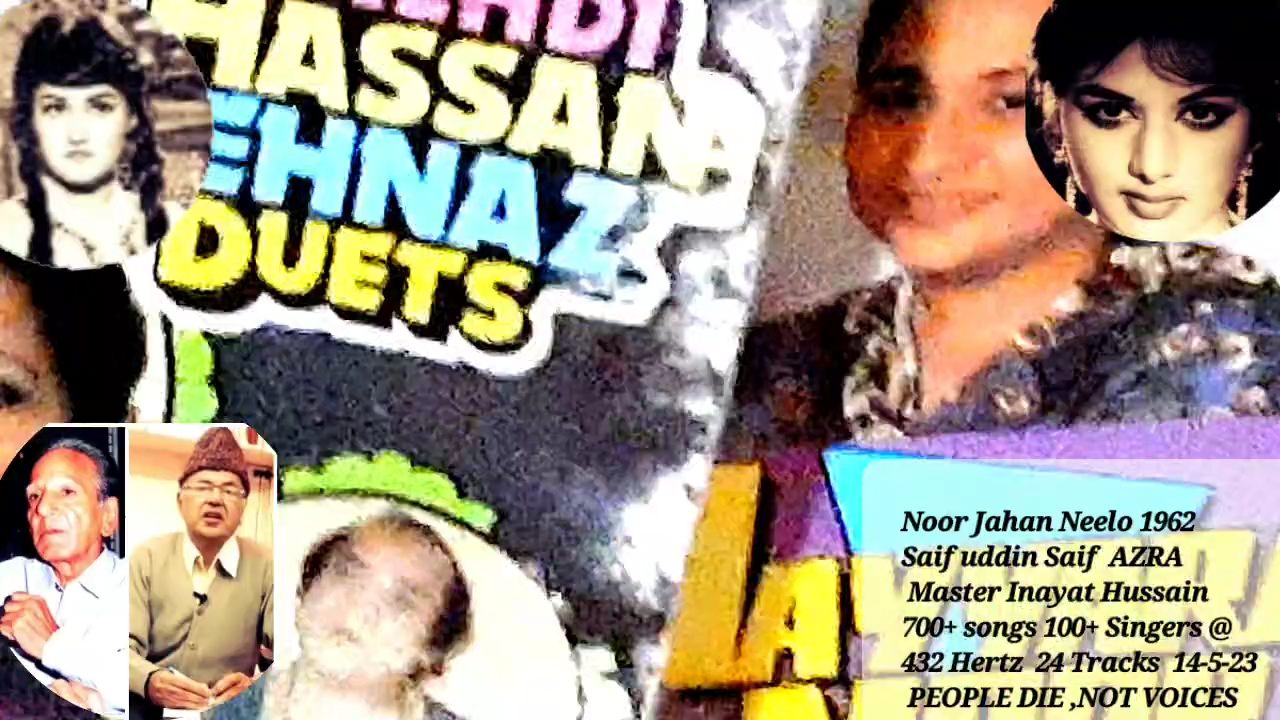 HASSAN
EHNAZ
DUETS
Noor Jahan Neelo 1962
Saif uddin Saif AZRA
Master Inayat Hussain
700+ songs 100+ Singers @
432 Hertz 24 Tracks 14-5-23
PEOPLE DIE ,NOT VOICES